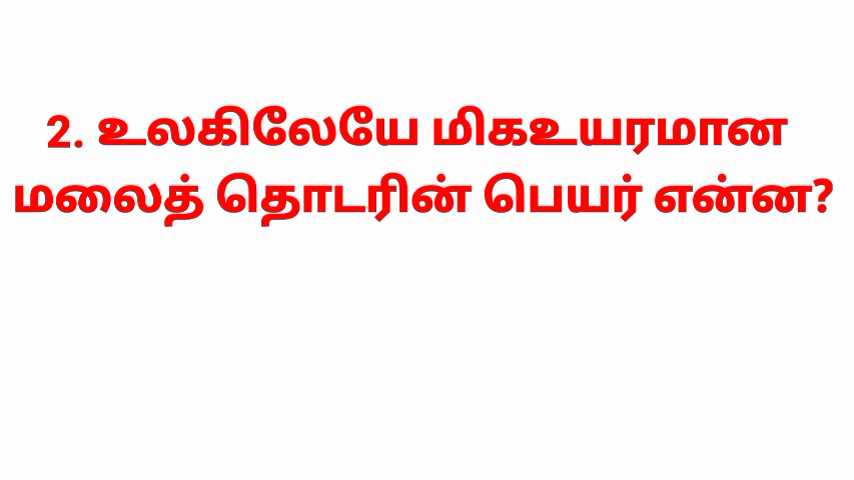 2. உலகிலேயே மிகஉயரமான
மலைத் தொடரின் பெயர் என்ன?